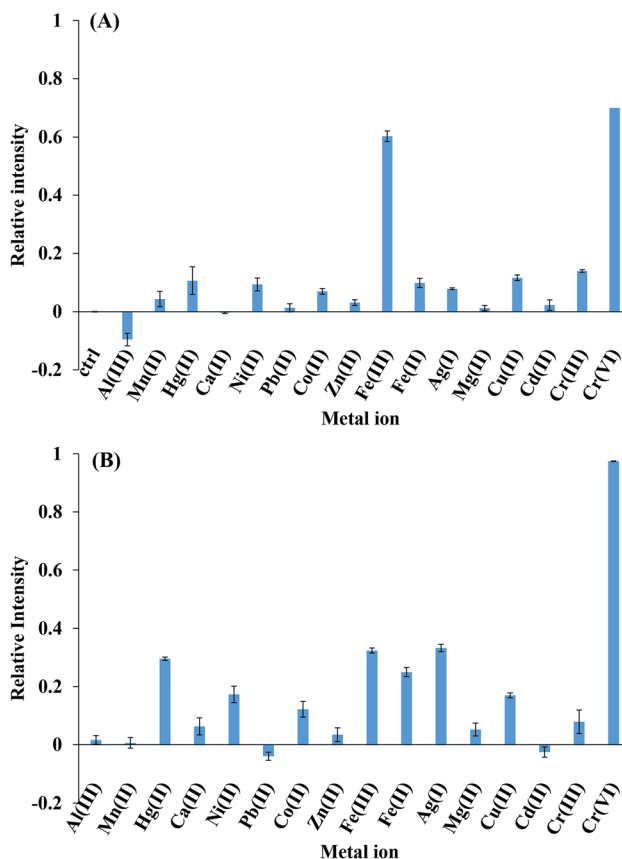 (A)
1
0.8
0.6
0.4
0.2
0
-0.2
Relative intensity
ctrl
Al(III)
Mn(II)
Hg(II)
Ca(II)
Ni(II)
Pb(II)
Co(II)
Zn(II)
Fe(III)
Fe(II)
Ag(I)
Mg(II)
Cu(II)
Cd(II)
Cr(III)
Cr(VI)
Metal ion
(B)
1
0.8
0.6
0.4
0.2
0
-0.2
Relative Intensity
Al(III)
Mn(II)
Hg(II)
Ca(II)
Ni(II)
Pb(II)
Co(II)
Zn(II)
Fe(III)
Fe(II)
Ag(I)
Mg(II)
Cu(II)
Cd(II)
Cr(III)
Cr(VI)
Metal ion